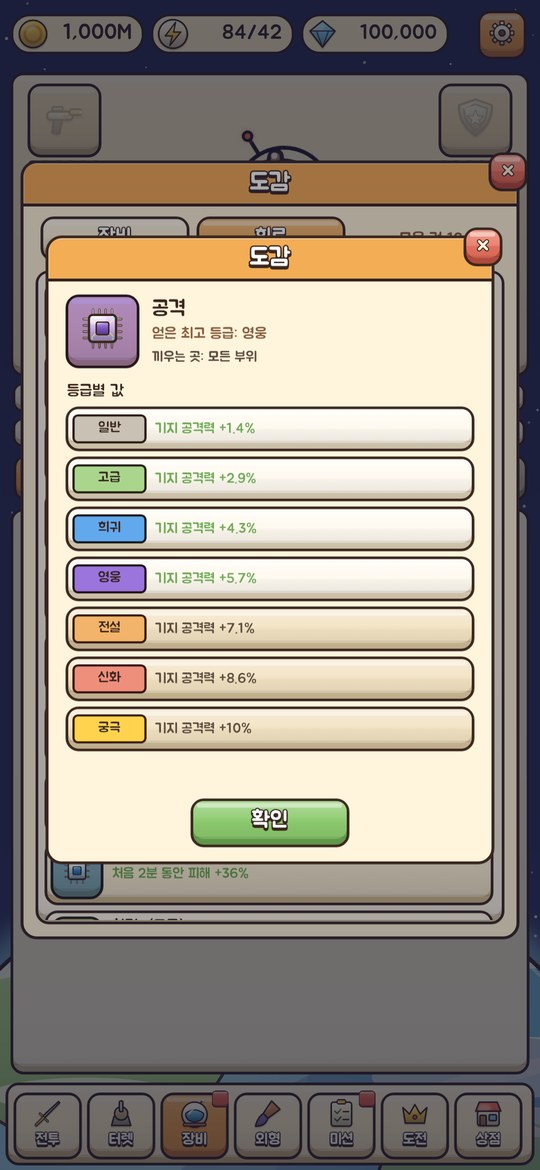 1,000M
84/42
100,000
도감
장비
회로
도감
공격
얻은 최고 등급: 영웅
끼우는 곳: 모든 부위
등급별 값
일반 기지 공격력 +1.4%
고급 기지 공격력 +2.9%
희귀 기지 공격력 +4.3%
영웅 기지 공격력 +5.7%
전설 기지 공격력 +7.1%
신화 기지 공격력 +8.6%
궁극 기지 공격력 +10%
확인
처음 2분 동안 피해 +36%
전투
터렛
장비
외형
미션
도전
상점